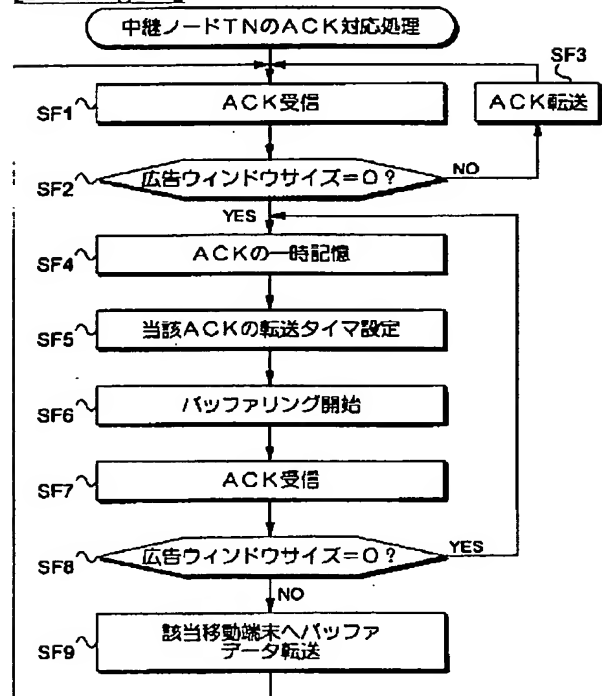 中継ノードTNのACK対応処理
SF3
SF1
ACK受信
ACK転送
SF2
広告ウィンドウサイズ=0?
NO
YES
SF4
ACKの一時記憶
SF5
当該ACKの転送タイマ設定
SF6
バッファリング開始
SF7
ACK受信
SF8
広告ウィンドウサイズ=0?
YES
NO
SF9
該当移動端末へバッファ
データ転送